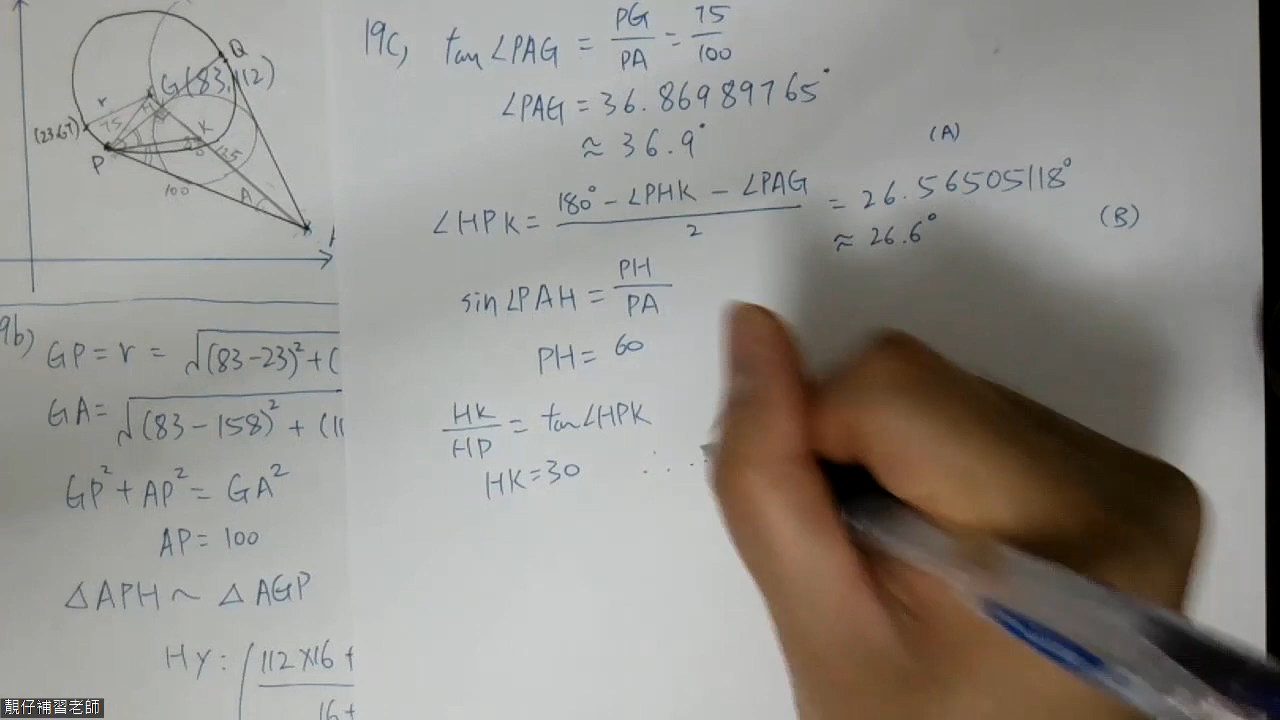 Q
G(83,112)
r
75
(23,67)
K
P
125
100
A
9b) GP = r = √(83-23)²+(
GA= √(83-158)²+(11
GP²+AP²= GA²
AP= 100
△APH ~ △AGP
Hy: (112×16+
16+
19c, tan∠PAG = PG/PA = 75/100
∠PAG = 36.86989765°
≈ 36.9°
(A)
∠HPK = 180° - ∠PHK - ∠PAG / 2 = 26.56505118°
≈ 26.6°
(B)
sin∠PAH = PH/PA
PH = 60
HK/HP = tan∠HPK
HK=30
靚仔補習老師